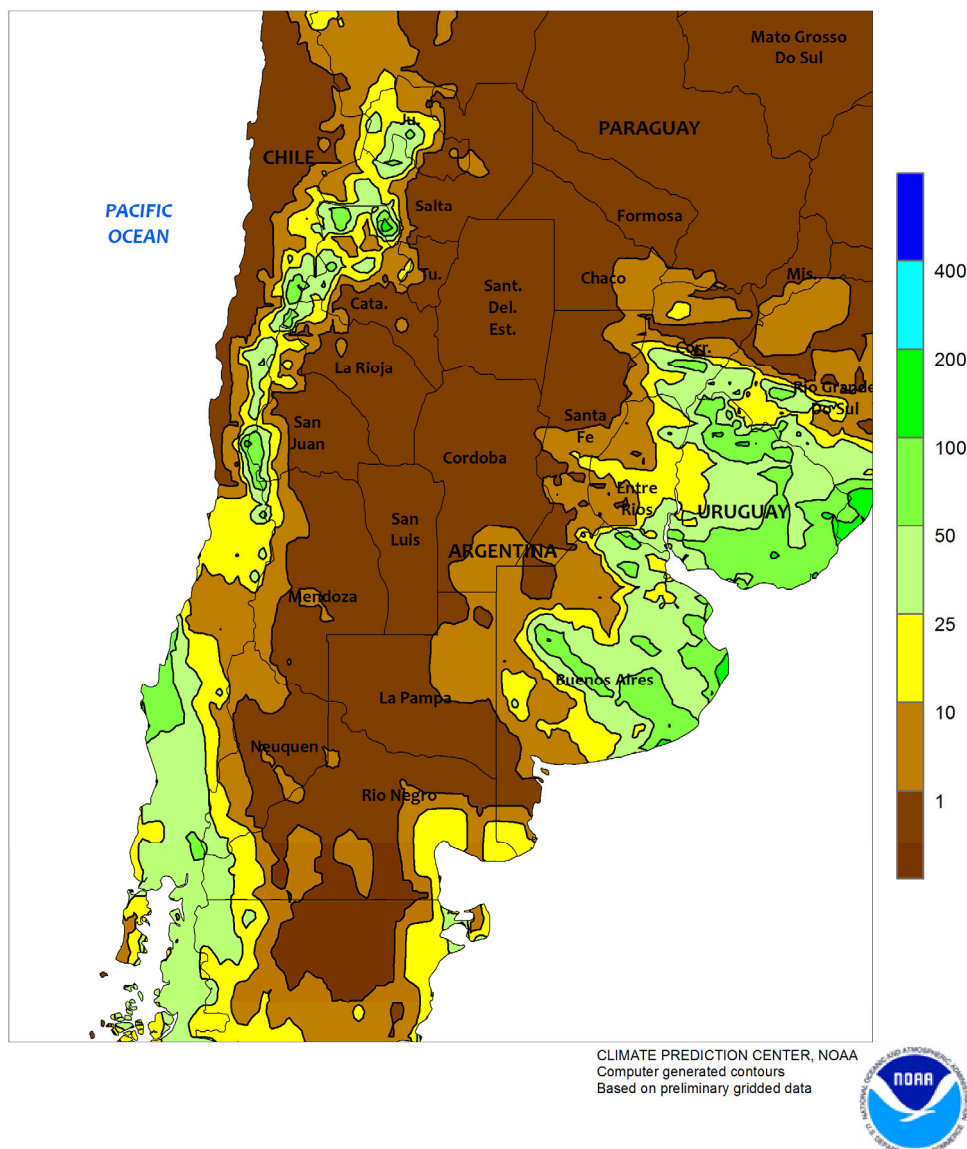 Mato Grosso
Do Sul
Ju.
PARAGUAY
CHILE
PACIFIC
OCEAN
Salta
Formosa
Tu.
Chaco
Mis.
Cata.
Sant.
Del.
Est.
400
Corr.
La Rioja
200
Rio Grande
Do Sul
San
Juan
Santa
Fe
100
Cordoba
Entre
Rios
URUGUAY
San
Luis
ARGENTINA
50
Mendoza
25
Buenos Aires
La Pampa
10
Neuquen
Rio Negro
1
CLIMATE PREDICTION CENTER, NOAA
Computer generated contours
Based on preliminary gridded data
NOAA